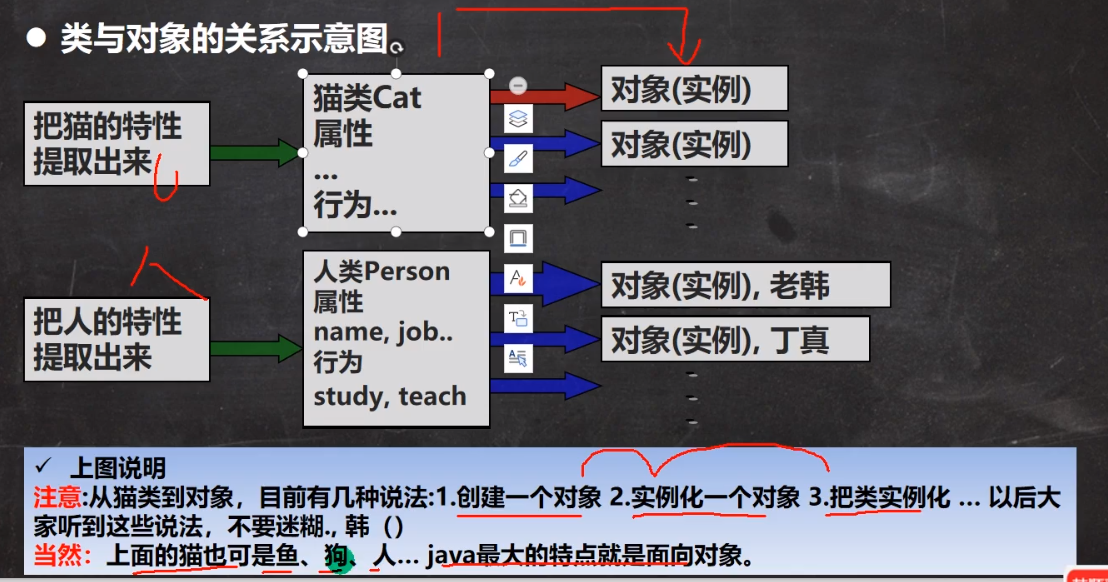 ● 类与对象的关系示意图
把猫的特性
提取出来
猫类Cat
属性
...
行为...
对象(实例)
对象(实例)
把人的特性
提取出来
人类Person
属性
name, job..
行为
study, teach
对象(实例), 老韩
对象(实例), 丁真
✓ 上图说明
注意:从猫类到对象，目前有几种说法:1.创建一个对象 2.实例化一个对象 3.把类实例化 ... 以后大
家听到这些说法，不要迷糊., 韩（）
当然：上面的猫也可是鱼、狗、人... java最大的特点就是面向对象。